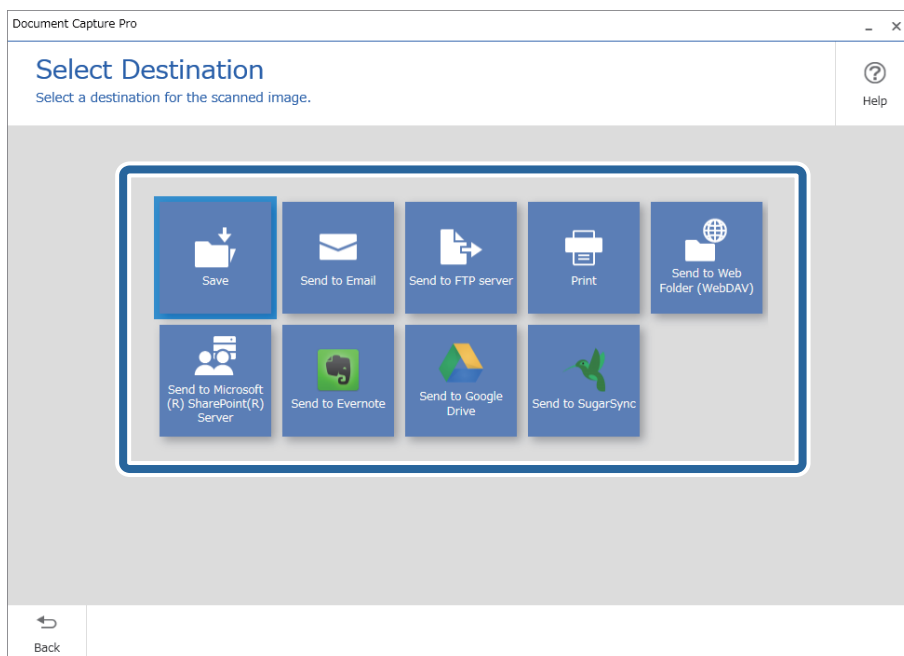 Document Capture Pro
Select Destination
Select a destination for the scanned image.
Help
Save
Send to Email
Send to FTP server
Print
Send to Web
Folder (WebDAV)
Send to Microsoft
(R) SharePoint(R)
Server
Send to Evernote
Send to Google
Drive
Send to SugarSync
Back